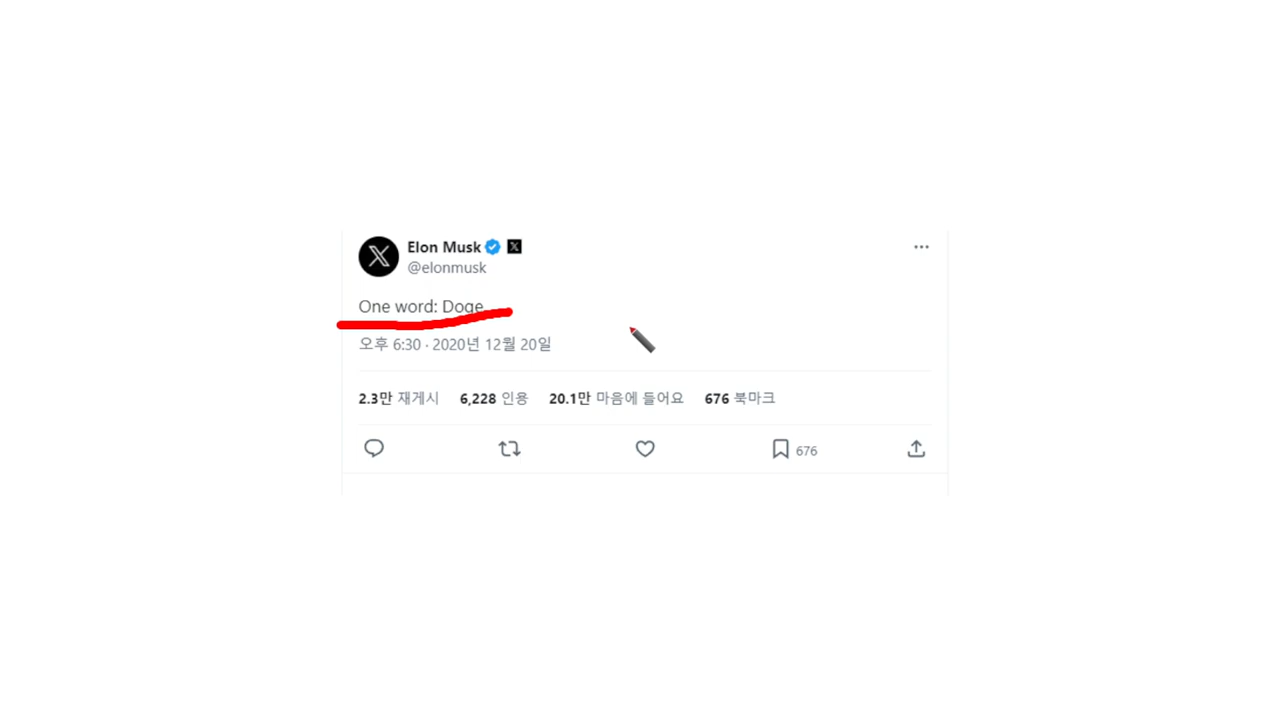 Elon Musk
@elonmusk
One word: Doge
오후 6:30 · 2020년 12월 20일
2.3만 재게시 6,228 인용 20.1만 마음에 들어요 676 북마크
676